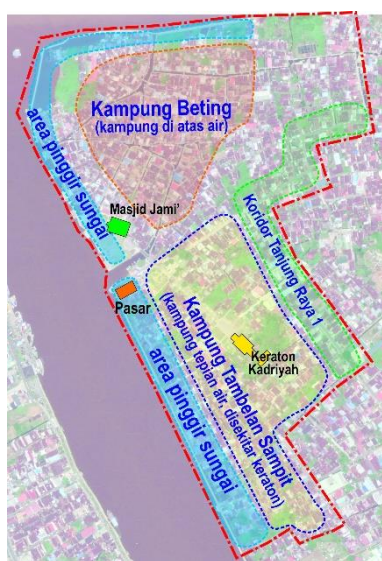 Kampung Beting
(kampung di atas air)
area pinggir sungai
Masjid Jami'
Koridor Tanjung Raya 1
Pasar
Keraton
Kadriyah
Kampung Tambelan Sampit
(kampung tepian air, disekitar keraton)
area pinggir sungai